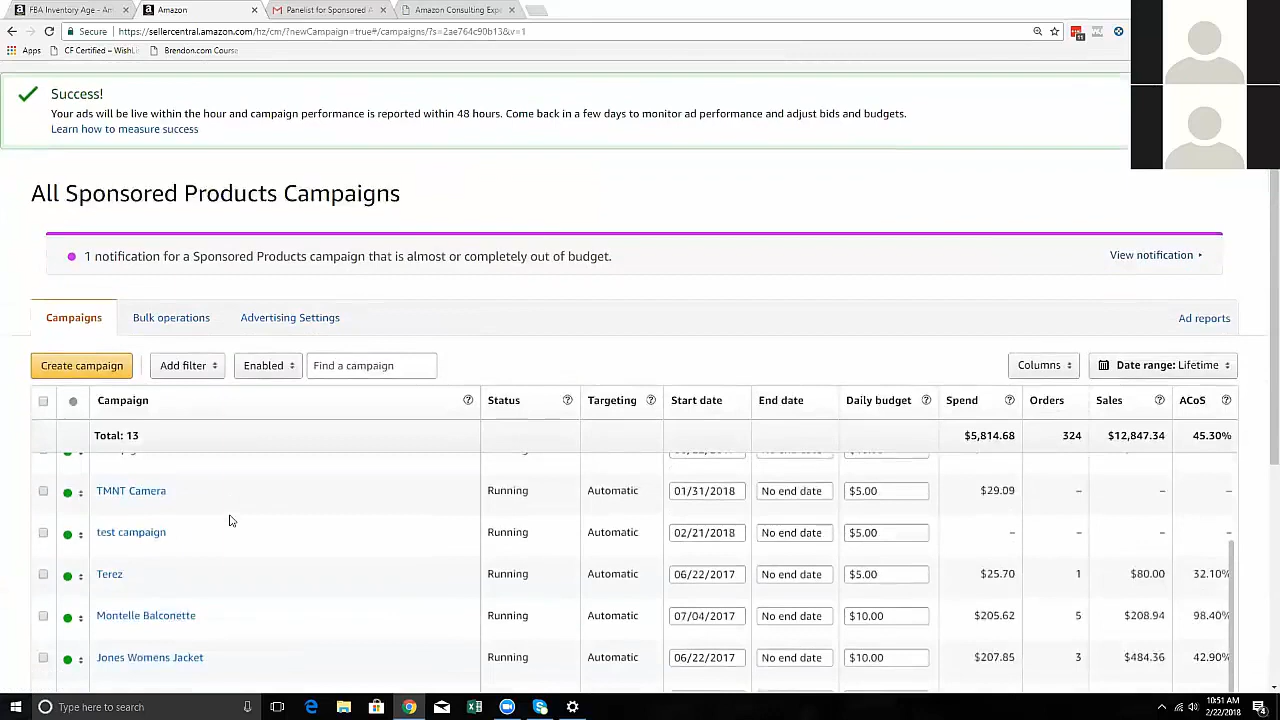 FBA Inventory Age - Am
Amazon
Panelist for Sponsored A
Amazon Consulting Expe
Secure https://sellercentral.amazon.com/hz/cm/?newCampaign=true#/campaigns/?s=2ae764c90b13&v=1
Apps CF Certified – WishLi Brendon.com Course
Success!
Your ads will be live within the hour and campaign performance is reported within 48 hours. Come back in a few days to monitor ad performance and adjust bids and budgets.
Learn how to measure success
All Sponsored Products Campaigns
1 notification for a Sponsored Products campaign that is almost or completely out of budget. View notification
Campaigns Bulk operations Advertising Settings Ad reports
Create campaign Add filter Enabled Find a campaign Columns Date range: Lifetime
Campaign Status Targeting Start date End date Daily budget Spend Orders Sales ACoS
Total: 13 $5,814.68 324 $12,847.34 45.30%
TMNT Camera Running Automatic 01/31/2018 No end date $5.00 $29.09 – – –
test campaign Running Automatic 02/21/2018 No end date $5.00 – – – –
Terez Running Automatic 06/22/2017 No end date $5.00 $25.70 1 $80.00 32.10%
Montelle Balconette Running Automatic 07/04/2017 No end date $10.00 $205.62 5 $208.94 98.40%
Jones Womens Jacket Running Automatic 06/22/2017 No end date $10.00 $207.85 3 $484.36 42.90%
Type here to search
10:51 AM
2/22/2018